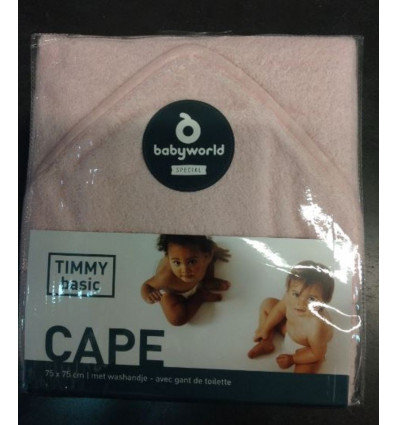 babyworld
SPECIAL
TIMMY
basic
CAPE
75 x 75 cm | met washandje - avec gant de toilette